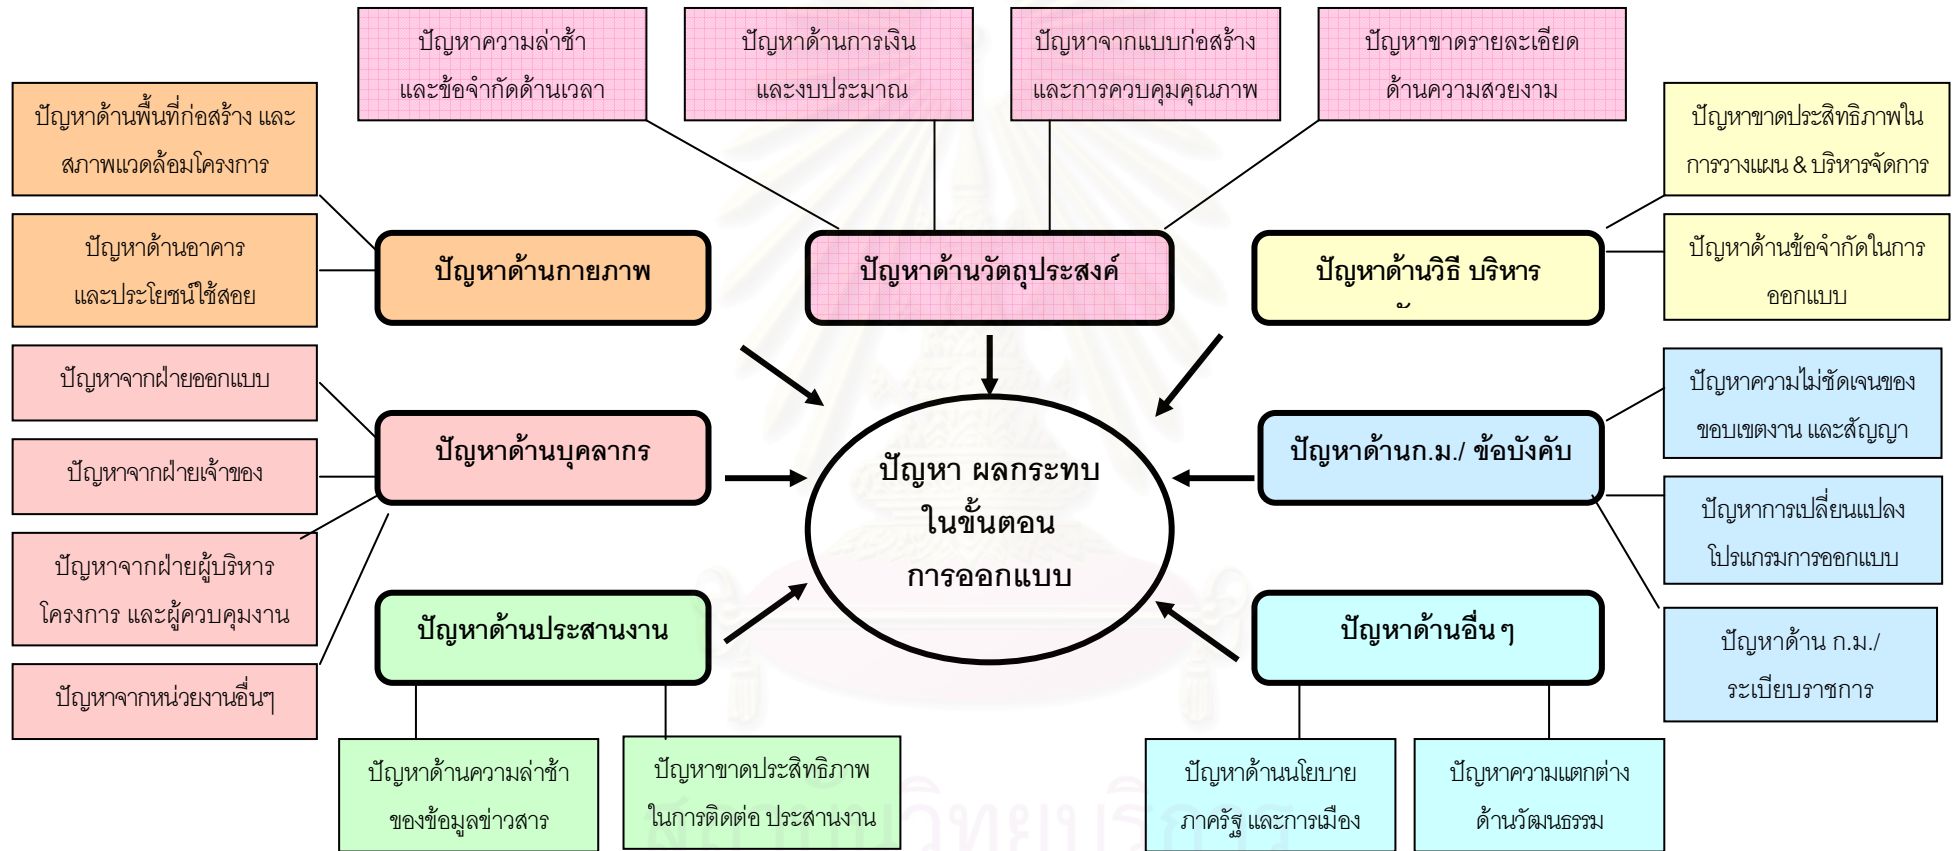 ปัญหาความล่าช้า
และข้อจำกัดด้านเวลา
ปัญหาด้านการเงิน
และงบประมาณ
ปัญหาจากแบบก่อสร้าง
และการควบคุมคุณภาพ
ปัญหาขาดรายละเอียด
ด้านความสวยงาม
ปัญหาด้านพื้นที่ก่อสร้าง และ
สภาพแวดล้อมโครงการ
ปัญหาขาดประสิทธิภาพใน
การวางแผน & บริหารจัดการ
ปัญหาด้านอาคาร
และประโยชน์ใช้สอย
ปัญหาด้านกายภาพ
ปัญหาด้านวัตถุประสงค์
ปัญหาด้านวิธี บริหาร
ปัญหาด้านข้อจำกัดในการ
ออกแบบ
ปัญหาจากฝ่ายออกแบบ
ปัญหาจากฝ่ายเจ้าของ
ปัญหาด้านบุคลากร
ปัญหา ผลกระทบ
ในขั้นตอน
การออกแบบ
ปัญหาด้านก.ม./ ข้อบังคับ
ปัญหาความไม่ชัดเจนของ
ขอบเขตงาน และสัญญา
ปัญหาการเปลี่ยนแปลง
โปรแกรมการออกแบบ
ปัญหาจากฝ่ายผู้บริหาร
โครงการ และผู้ควบคุมงาน
ปัญหาด้านประสานงาน
ปัญหาด้านอื่น ๆ
ปัญหาด้าน ก.ม./
ระเบียบราชการ
ปัญหาจากหน่วยงานอื่นๆ
ปัญหาด้านความล่าช้า
ของข้อมูลข่าวสาร
ปัญหาขาดประสิทธิภาพ
ในการติดต่อ ประสานงาน
ปัญหาด้านนโยบาย
ภาครัฐ และการเมือง
ปัญหาความแตกต่าง
ด้านวัฒนธรรม
สถาบันวิทยบริการ